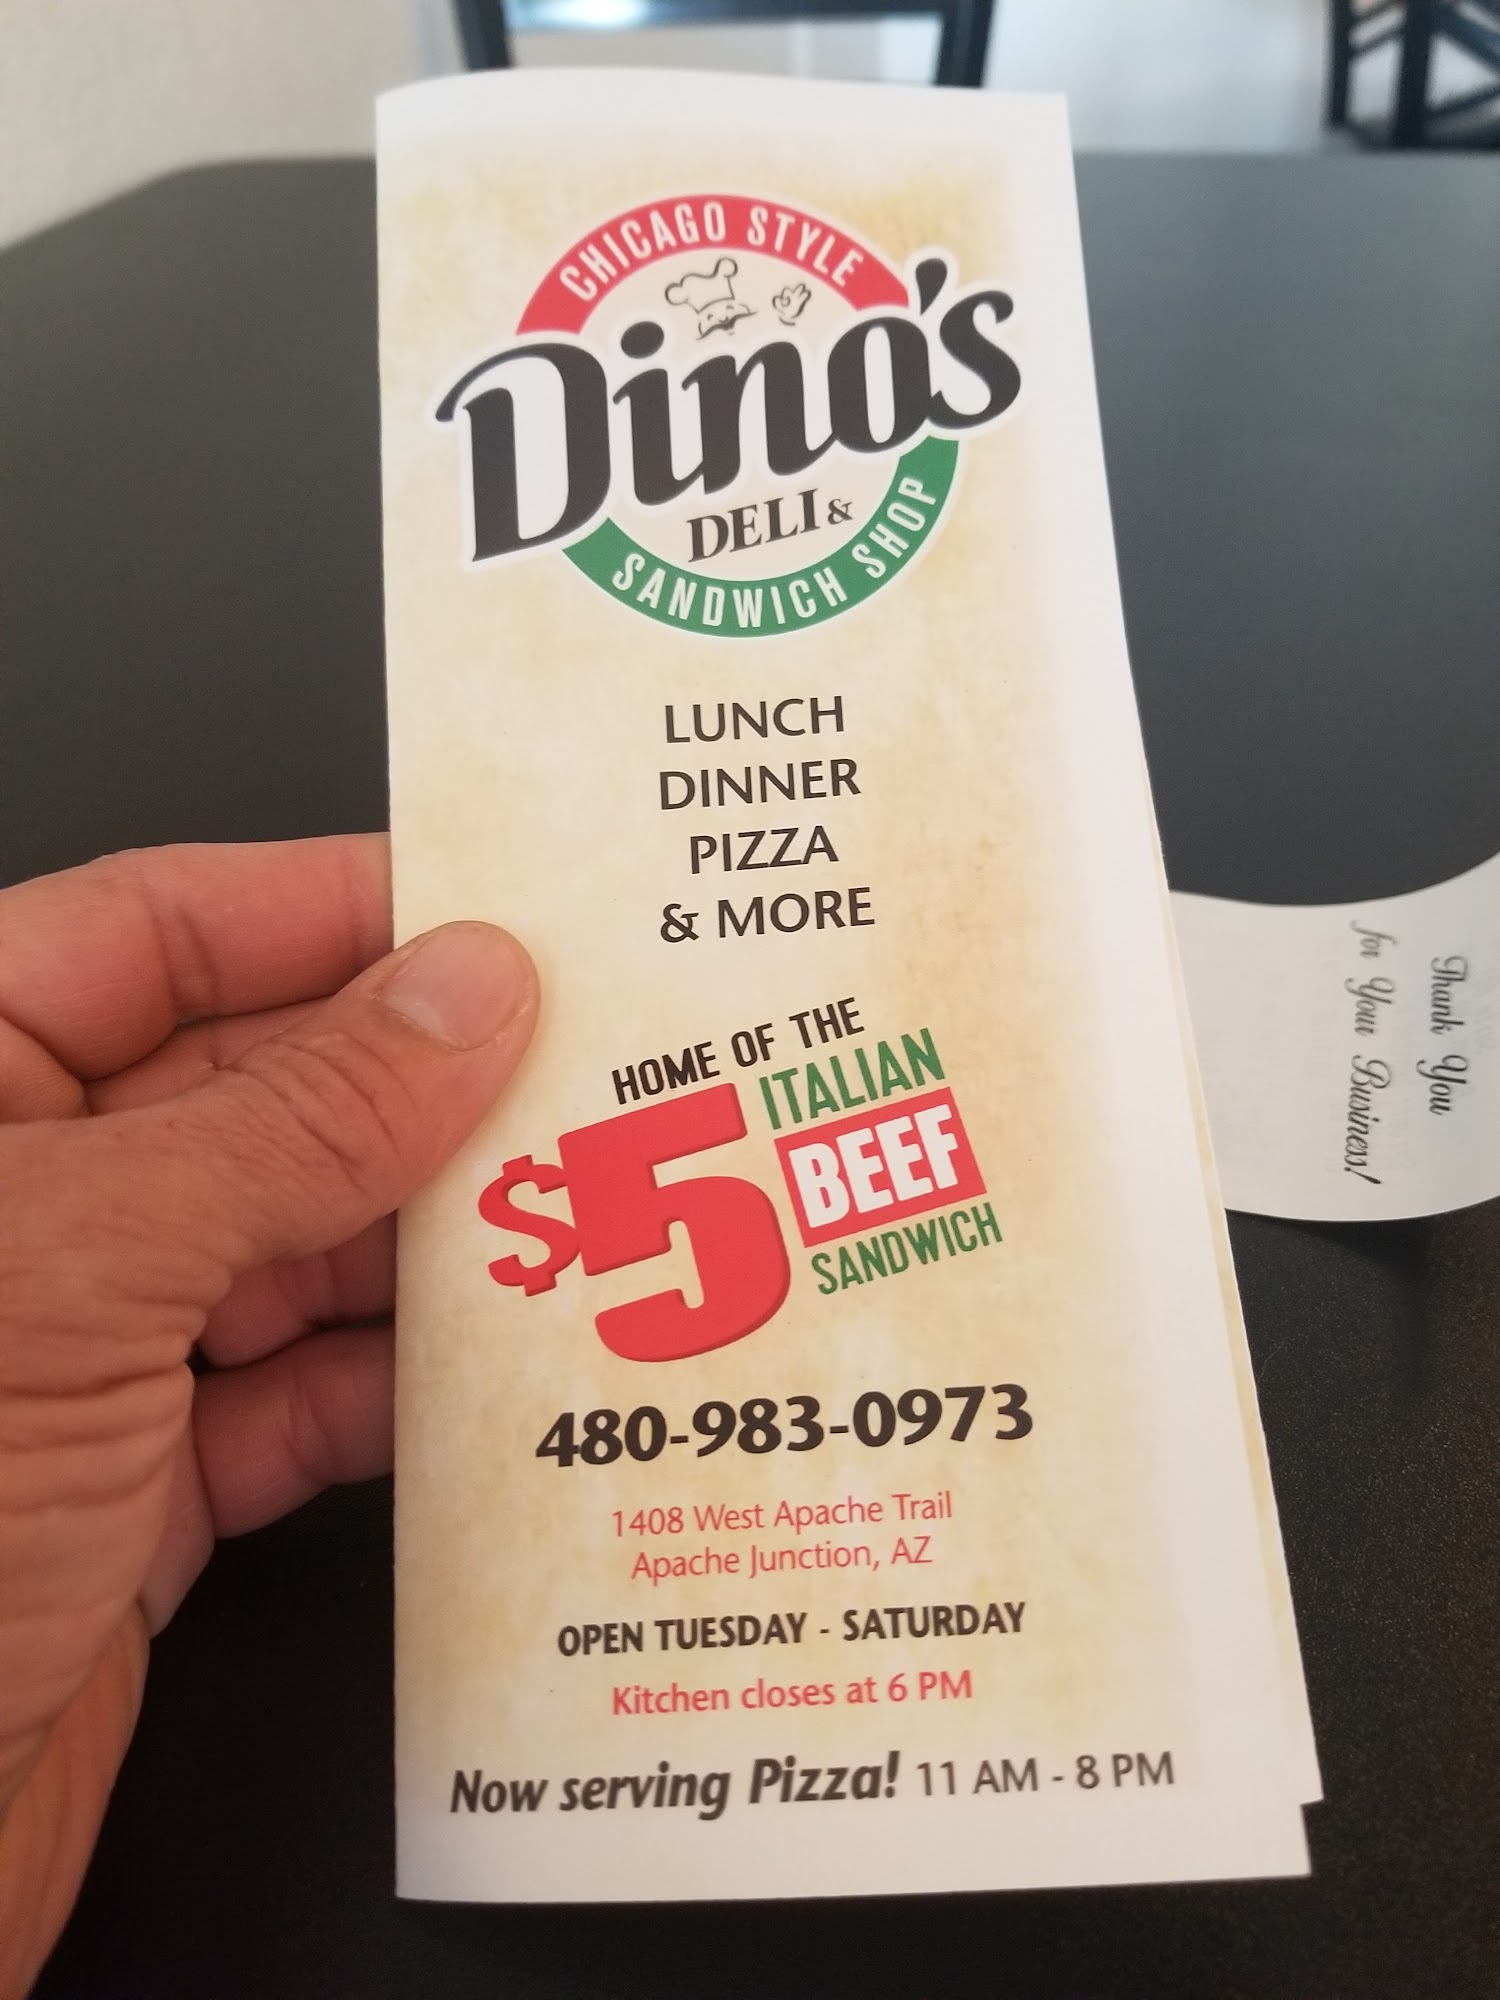 CHICAGO STYLE
Dino's
DELI &
SANDWICH SHOP
LUNCH
DINNER
PIZZA
& MORE
HOME OF THE
$5 ITALIAN
BEEF
SANDWICH
480-983-0973
1408 West Apache Trail
Apache Junction, AZ
OPEN TUESDAY - SATURDAY
Kitchen closes at 6 PM
Now serving Pizza! 11 AM - 8 PM
Thank You
for Your Business!